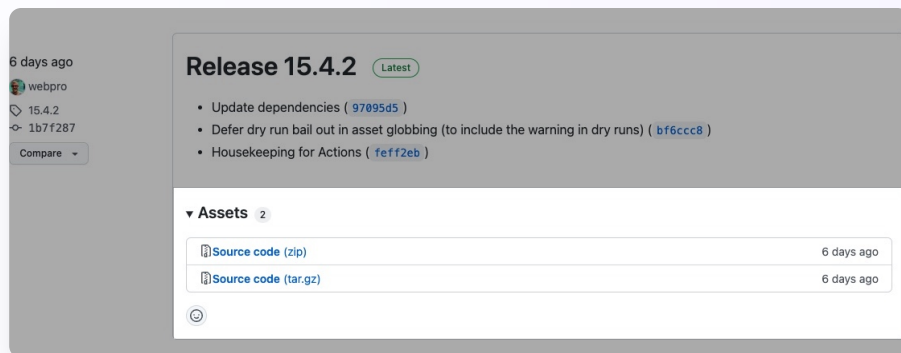 6 days ago
webpro
15.4.2
1b7f287
Compare
Release 15.4.2 Latest
Update dependencies ( 97095d5 )
Defer dry run bail out in asset globbing (to include the warning in dry runs) ( bf6ccc8 )
Housekeeping for Actions ( feff2eb )
Assets 2
Source code (zip) 6 days ago
Source code (tar.gz) 6 days ago